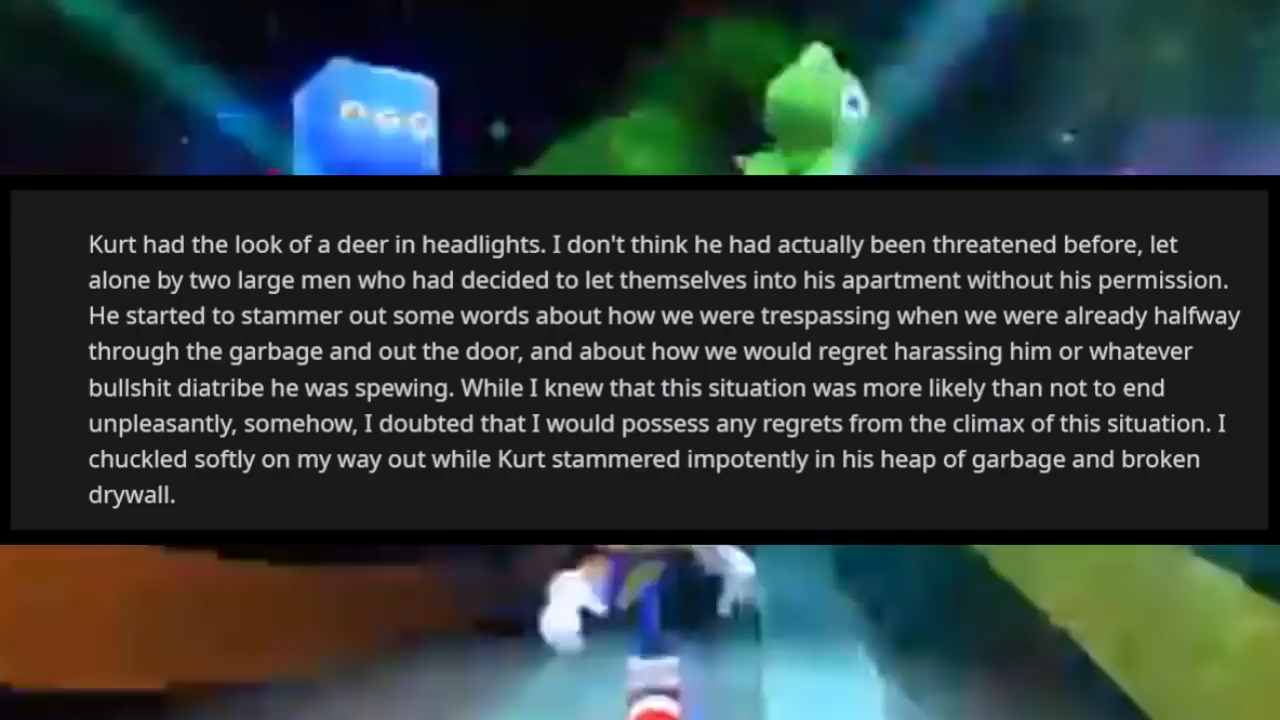 Kurt had the look of a deer in headlights. I don't think he had actually been threatened before, let
alone by two large men who had decided to let themselves into his apartment without his permission.
He started to stammer out some words about how we were trespassing when we were already halfway
through the garbage and out the door, and about how we would regret harassing him or whatever
bullshit diatribe he was spewing. While I knew that this situation was more likely than not to end
unpleasantly, somehow, I doubted that I would possess any regrets from the climax of this situation. I
chuckled softly on my way out while Kurt stammered impotently in his heap of garbage and broken
drywall.